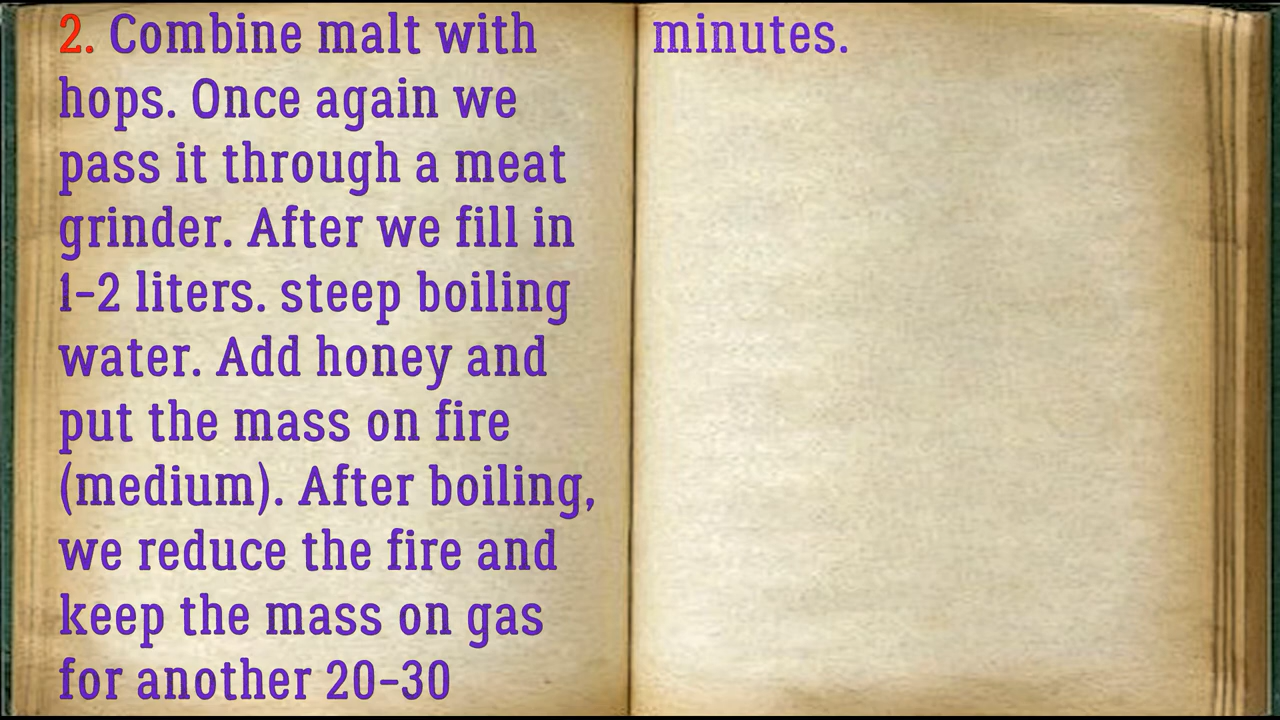 2. Combine malt with
hops. Once again we
pass it through a meat
grinder. After we fill in
1-2 liters. steep boiling
water. Add honey and
put the mass on fire
(medium). After boiling,
we reduce the fire and
keep the mass on gas
for another 20-30
minutes.